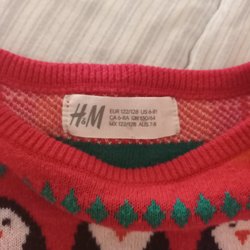 H&M
EUR 122/128 US 6-8Y
CA 6-8A CN 130/64
MX 122/128 AUS 7-8